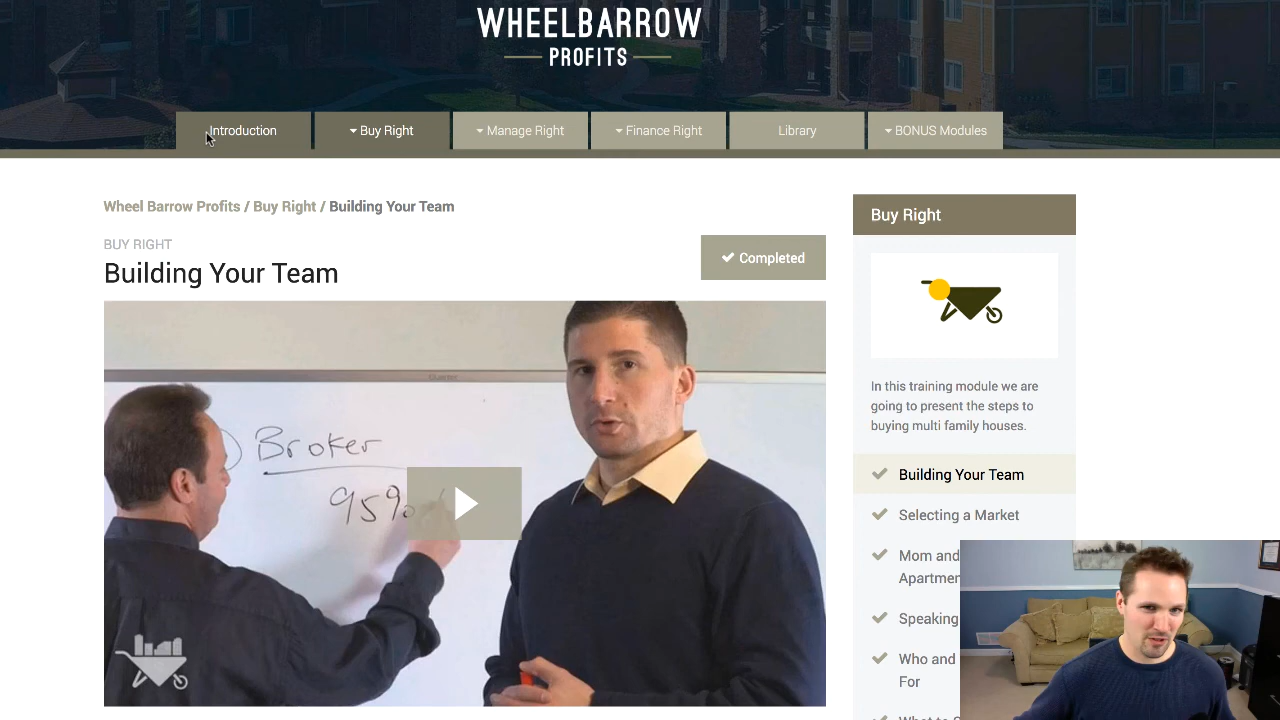 WHEELBARROW
PROFITS
Introduction
Buy Right
Manage Right
Finance Right
Library
BONUS Modules
Wheel Barrow Profits / Buy Right / Building Your Team
BUY RIGHT
Building Your Team
Completed
Broker
95%
Buy Right
In this training module we are
going to present the steps to
buying multi family houses.
Building Your Team
Selecting a Market
Mom and
Apartmen
Speaking
Who and
For